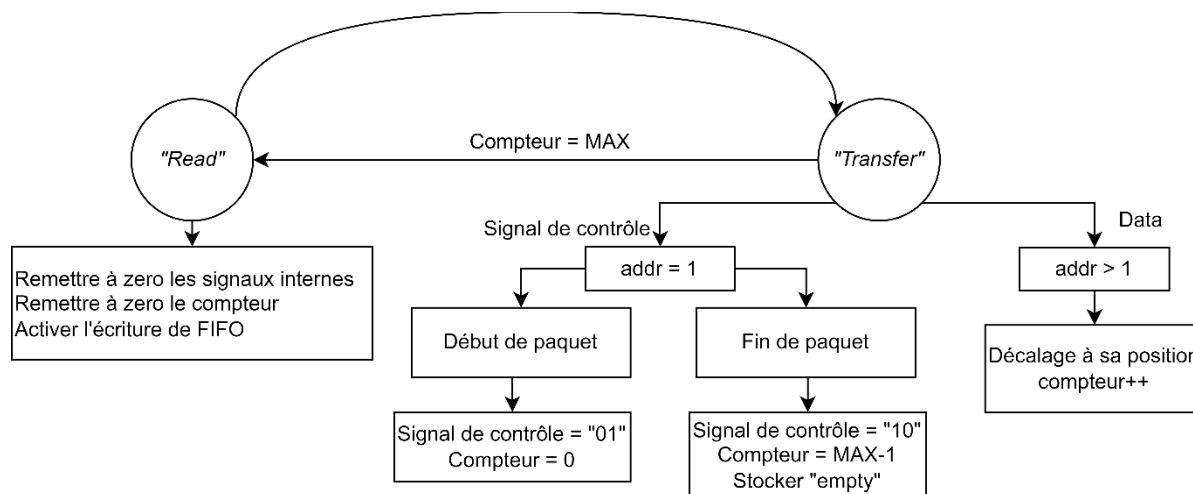 Compteur = MAX
"Read"
"Transfer"
Signal de contrôle
Data
addr = 1
addr > 1
Remettre à zero les signaux internes
Remettre à zero le compteur
Activer l'écriture de FIFO
Début de paquet
Fin de paquet
Décalage à sa position
compteur++
Signal de contrôle = "01"
Compteur = 0
Signal de contrôle = "10"
Compteur = MAX-1
Stocker "empty"